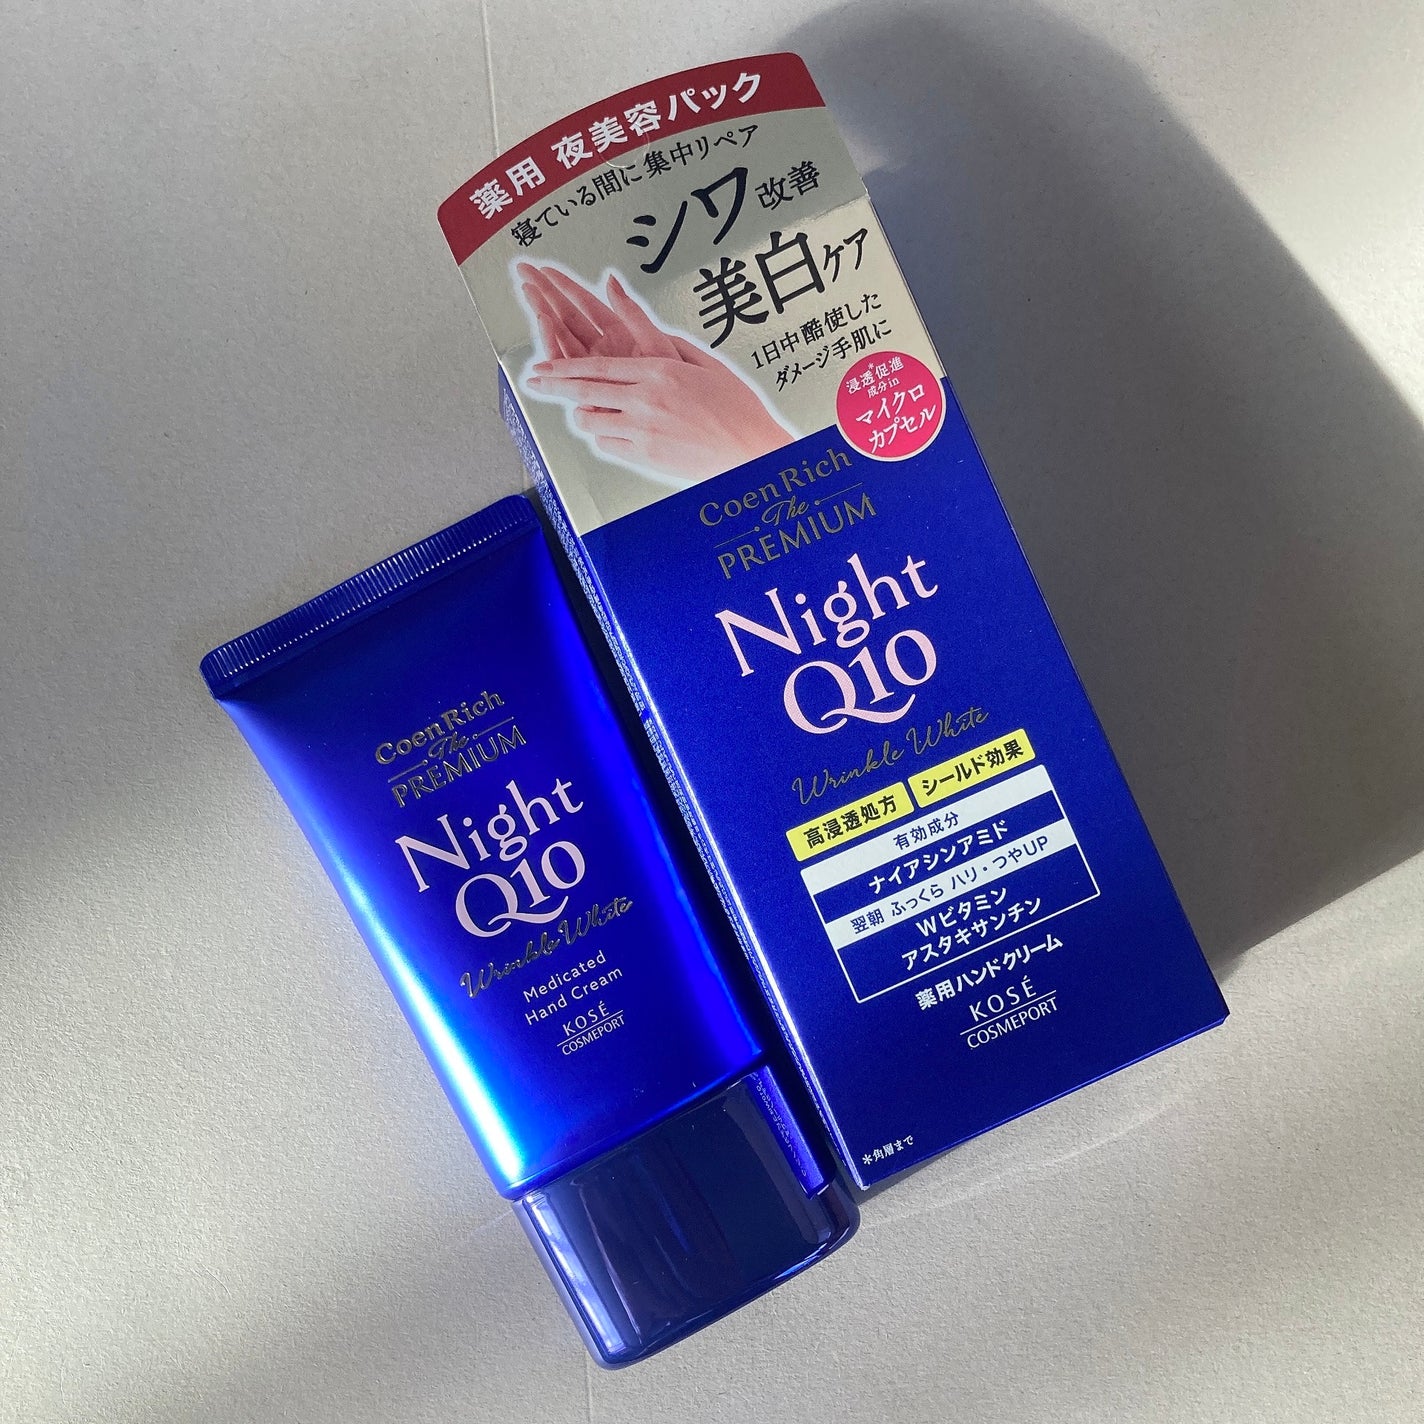 薬用 夜美容パック
寝ている間に集中リペア
シワ改善
美白ケア
1日中酷使した
ダメージ手肌に
浸透*促進
成分in
マイクロ
カプセル
CoenRich
The
PREMIUM
Night
Q10
Wrinkle White
高浸透処方 シールド効果
有効成分
ナイアシンアミド
翌朝 ふっくら ハリ・つやUP
Wビタミン
アスタキサンチン
薬用ハンドクリーム
KOSÉ
COSMEPORT
*角層まで
CoenRich
The
PREMIUM
Night
Q10
Wrinkle White
Medicated
Hand Cream
KOSÉ
COSMEPORT